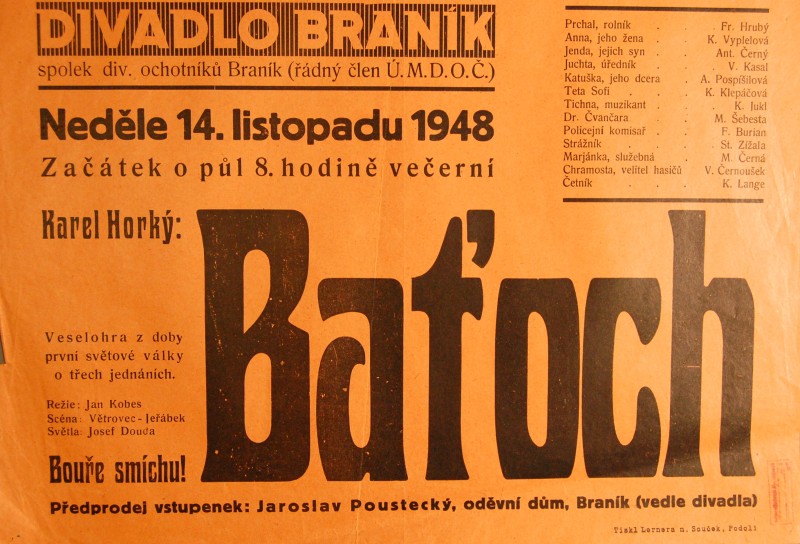 DIVADLO BRANÍK
spolek div. ochotníků Braník (řádný člen Ú.M.D.O.Č.)
Neděle 14. listopadu 1948
Začátek o půl 8. hodině večerní
Prchal, rolník . . . Fr. Hrubý
Anna, jeho žena . . K. Vyplelová
Jenda, jejich syn . . Ant. Černý
Juchta, úředník . . V. Kasal
Katuška, jeho dcera . A. Pospíšilová
Teta Sofi . . . K. Klepáčová
Tichna, muzikant . . K. Jukl
Dr. Čvančara . . M. Šebesta
Policejní komisař . . F. Burian
Strážník . . . St. Zížala
Marjánka, služebná . M. Černá
Chramosta, velitel hasičů V. Černoušek
Četník . . . K. Lange
Karel Horký:
Baťoch
Veselohra z doby
první světové války
o třech jednáních.
Režie: Jan Kobes
Scéna: Větrovec-Jeřábek
Světla: Josef Douda
Bouře smíchu!
Předprodej vstupenek: Jaroslav Poustecký, oděvní dům, Braník (vedle divadla)
Tiskl Lernera n. Souček, Podolí